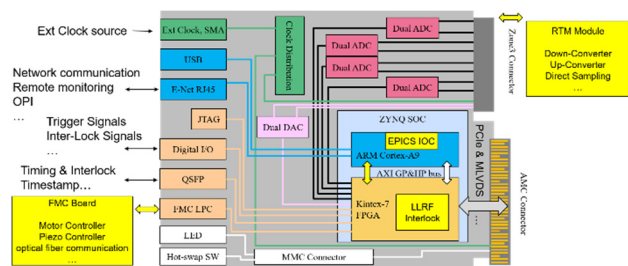 Ext Clock source
Network communication
Remote monitoring
OPI
…
Trigger Signals
Inter-Lock Signals
…
Timing & Interlock
Timestamp…
FMC Board
Motor Controller
Piezo Controller
optical fiber communication
…
Ext Clock, SMA
USB
E-Net RJ45
JTAG
Digital I/O
QSFP
FMC LPC
LED
Hot-swap SW
Clock
Distribution
Dual ADC
Dual ADC
Dual ADC
Dual ADC
Dual DAC
ZYNQ SOC
EPICS IOC
ARM Cortex-A9
AXI GP&HP bus
Kintex-7
FPGA
LLRF
Interlock
MMC Connector
Zone3 Connector
PCIe & MLVDS
…
AMC Connector
RTM Module
Down-Converter
Up-Converter
Direct Sampling
…